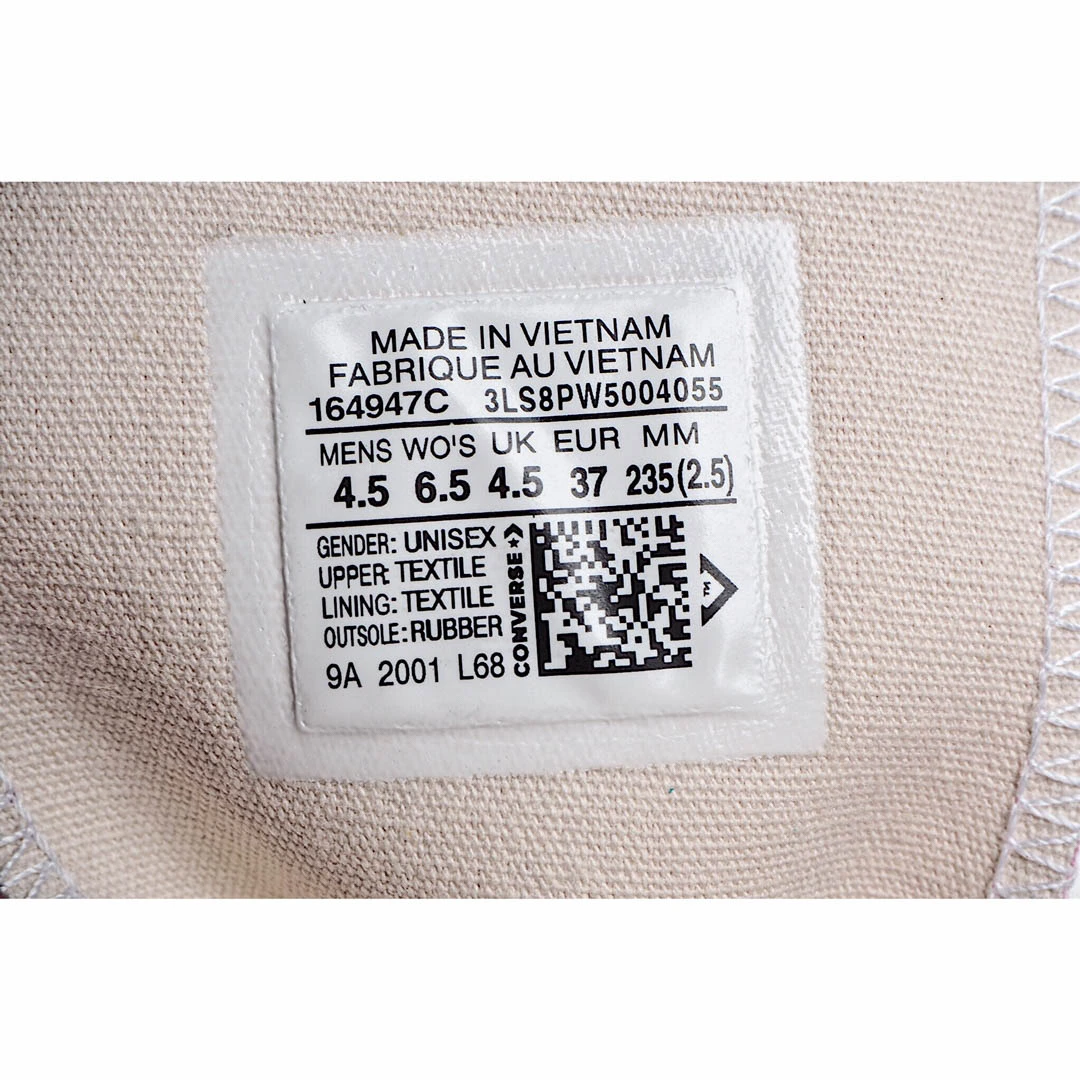 MADE IN VIETNAM
FABRIQUE AU VIETNAM
164947C 3LS8PW5004055
MENS WO'S UK EUR MM
4.5 6.5 4.5 37 235(2.5)
GENDER: UNISEX
UPPER: TEXTILE
LINING: TEXTILE
OUTSOLE: RUBBER
9A 2001 L68
CONVERSE